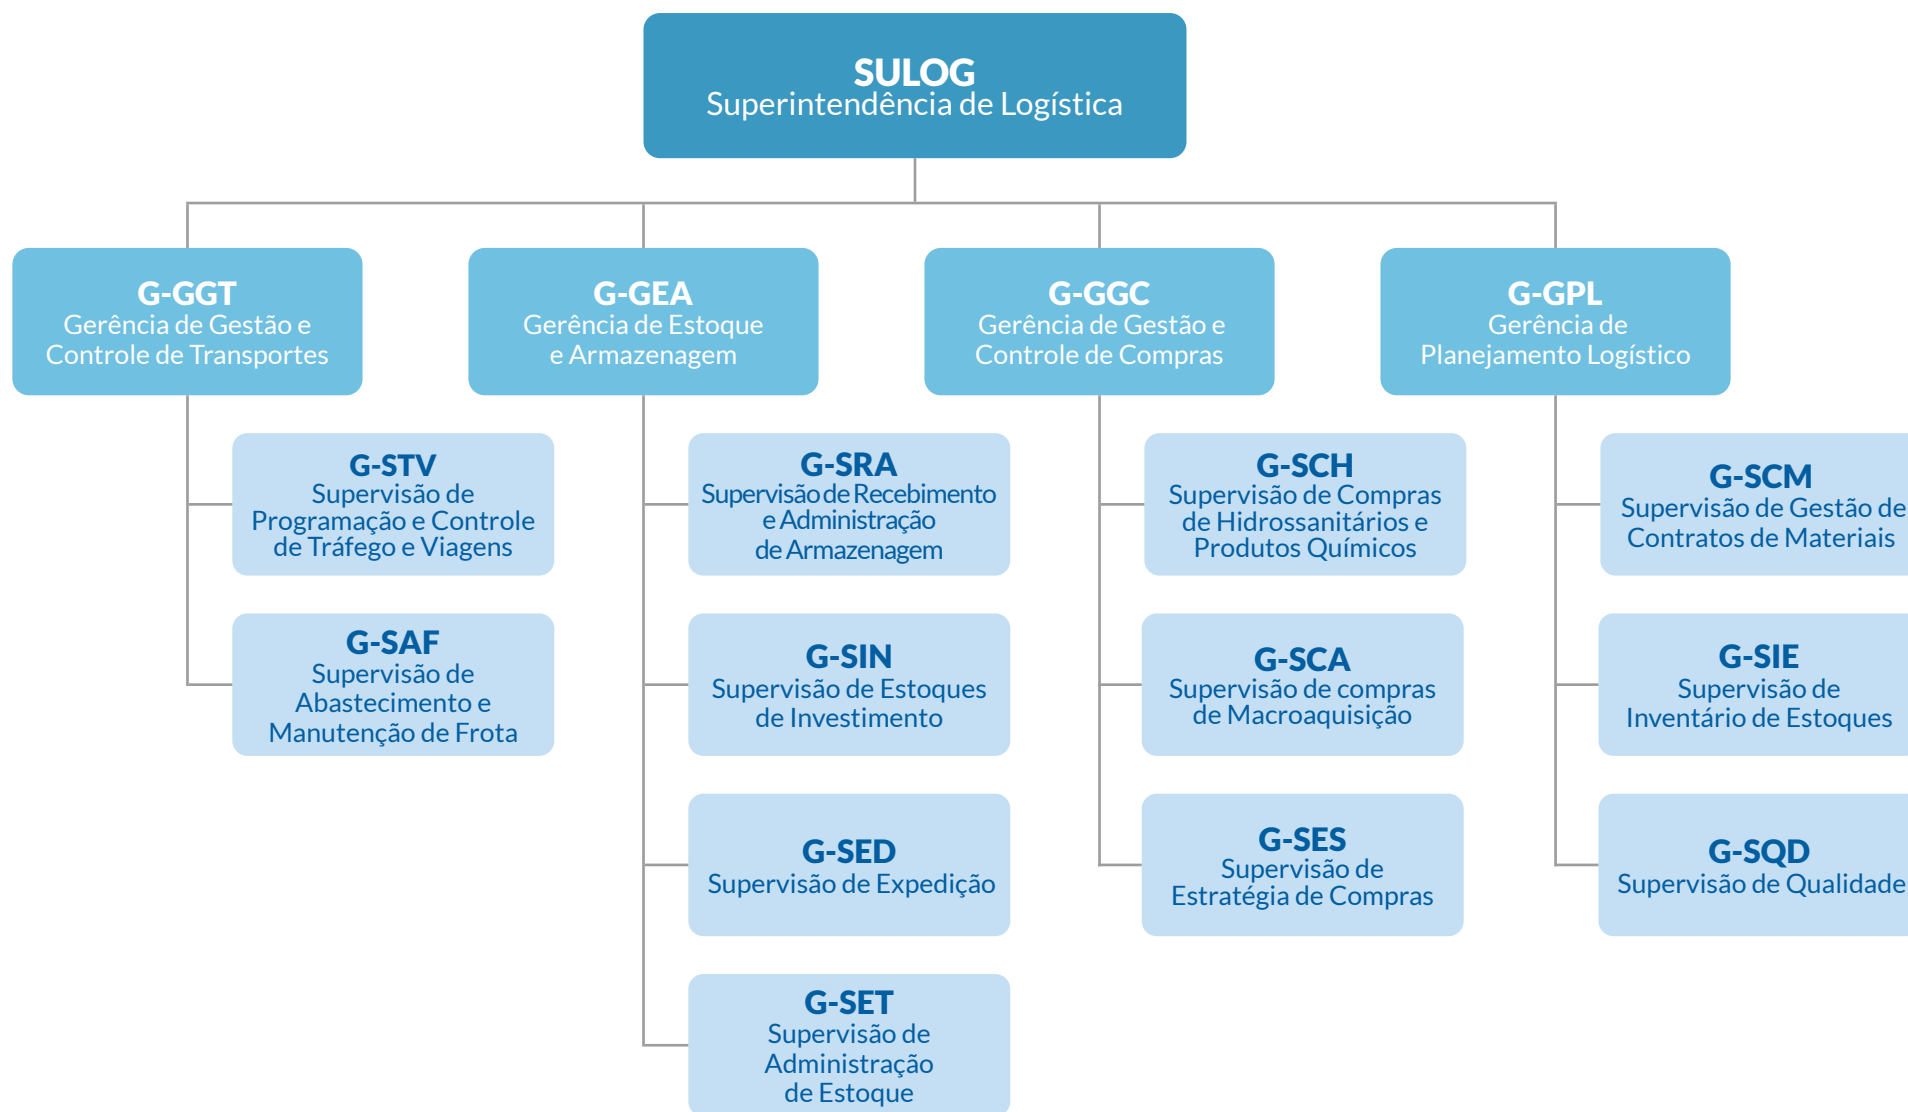 SULOG
Superintendência de Logística
G-GGT
Gerência de Gestão e
Controle de Transportes
G-GEA
Gerência de Estoque
e Armazenagem
G-GGC
Gerência de Gestão e
Controle de Compras
G-GPL
Gerência de
Planejamento Logístico
G-STV
Supervisão de
Programação e Controle
de Tráfego e Viagens
G-SAF
Supervisão de
Abastecimento e
Manutenção de Frota
G-SRA
Supervisão de Recebimento
e Administração
de Armazenagem
G-SIN
Supervisão de Estoques
de Investimento
G-SED
Supervisão de Expedição
G-SET
Supervisão de
Administração
de Estoque
G-SCH
Supervisão de Compras
de Hidrossanitários e
Produtos Químicos
G-SCA
Supervisão de compras
de Macroaquisição
G-SES
Supervisão de
Estratégia de Compras
G-SCM
Supervisão de Gestão de
Contratos de Materiais
G-SIE
Supervisão de
Inventário de Estoques
G-SQD
Supervisão de Qualidade